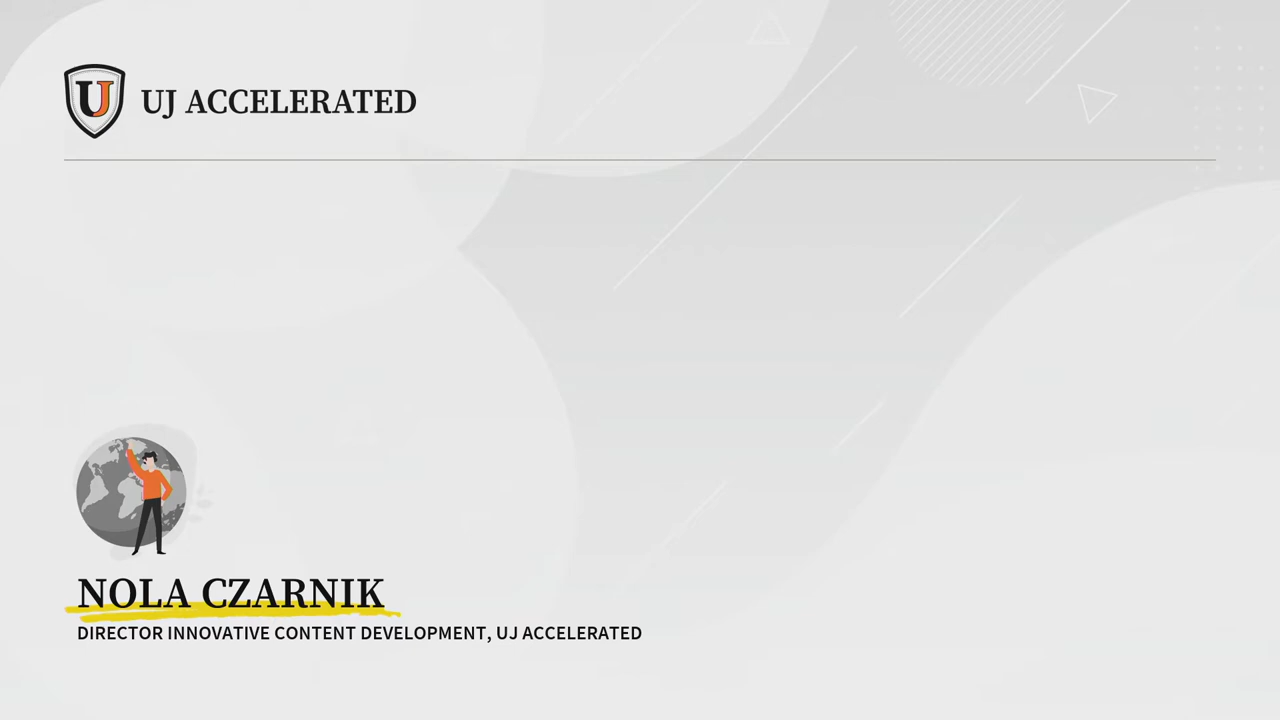 UJ
UJ ACCELERATED
NOLA CZARNIK
DIRECTOR INNOVATIVE CONTENT DEVELOPMENT, UJ ACCELERATED